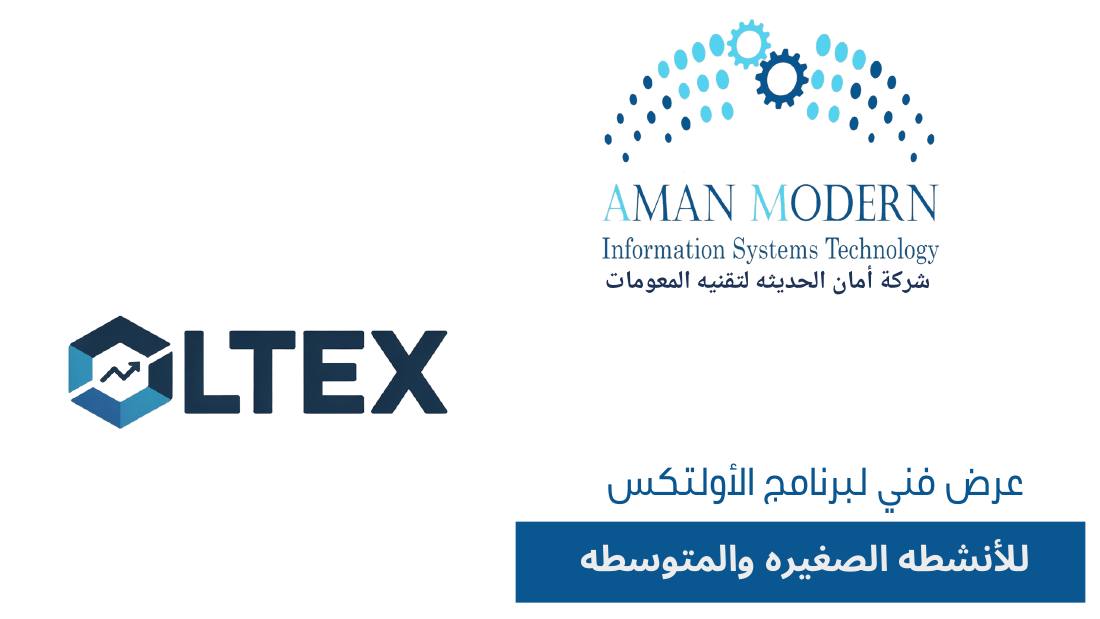 AMAN MODERN
Information Systems Technology
شركة أمان الحديثه لتقنيه المعومات
OLTEX
عرض فني لبرنامج الأولتكس
للأنشطه الصغيره والمتوسطه